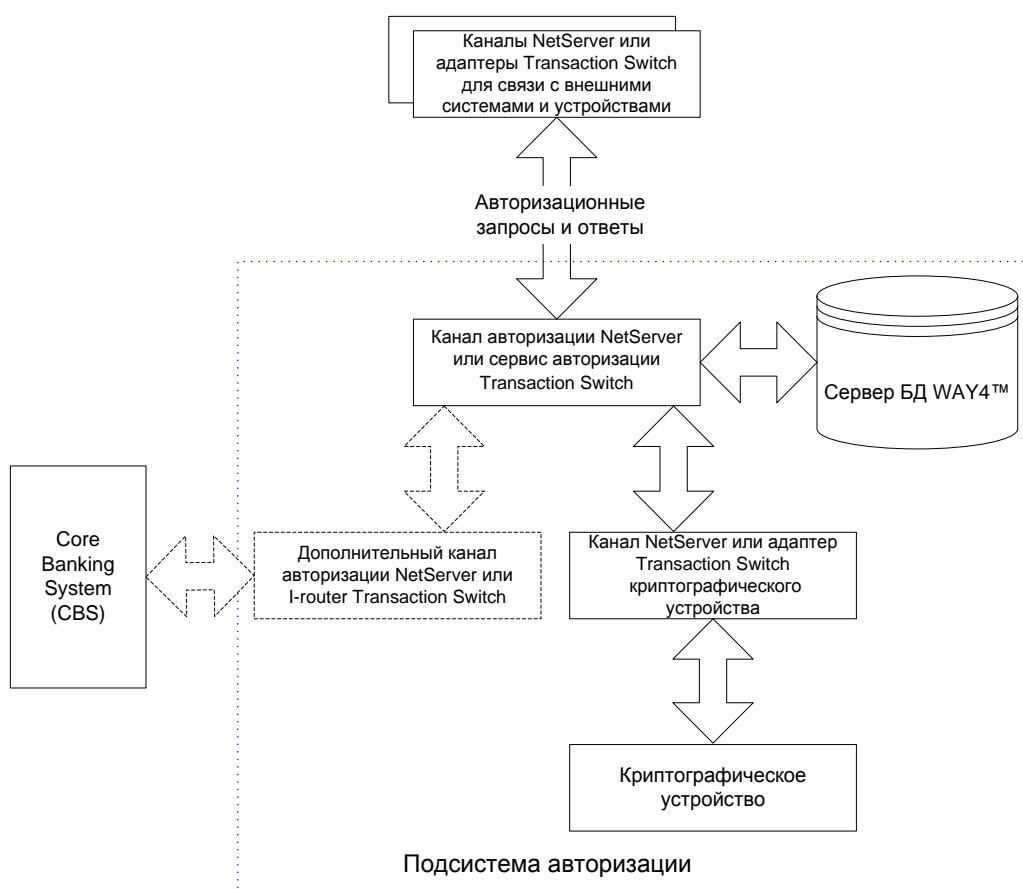 Каналы NetServer или
адаптеры Transaction Switch
для связи с внешними
системами и устройствами
Авторизационные
запросы и ответы
Канал авторизации NetServer
или сервис авторизации
Transaction Switch
Сервер БД WAY4™
Core
Banking
System
(CBS)
Дополнительный канал
авторизации NetServer или
I-router Transaction Switch
Канал NetServer или адаптер
Transaction Switch
криптографического
устройства
Криптографическое
устройство
Подсистема авторизации